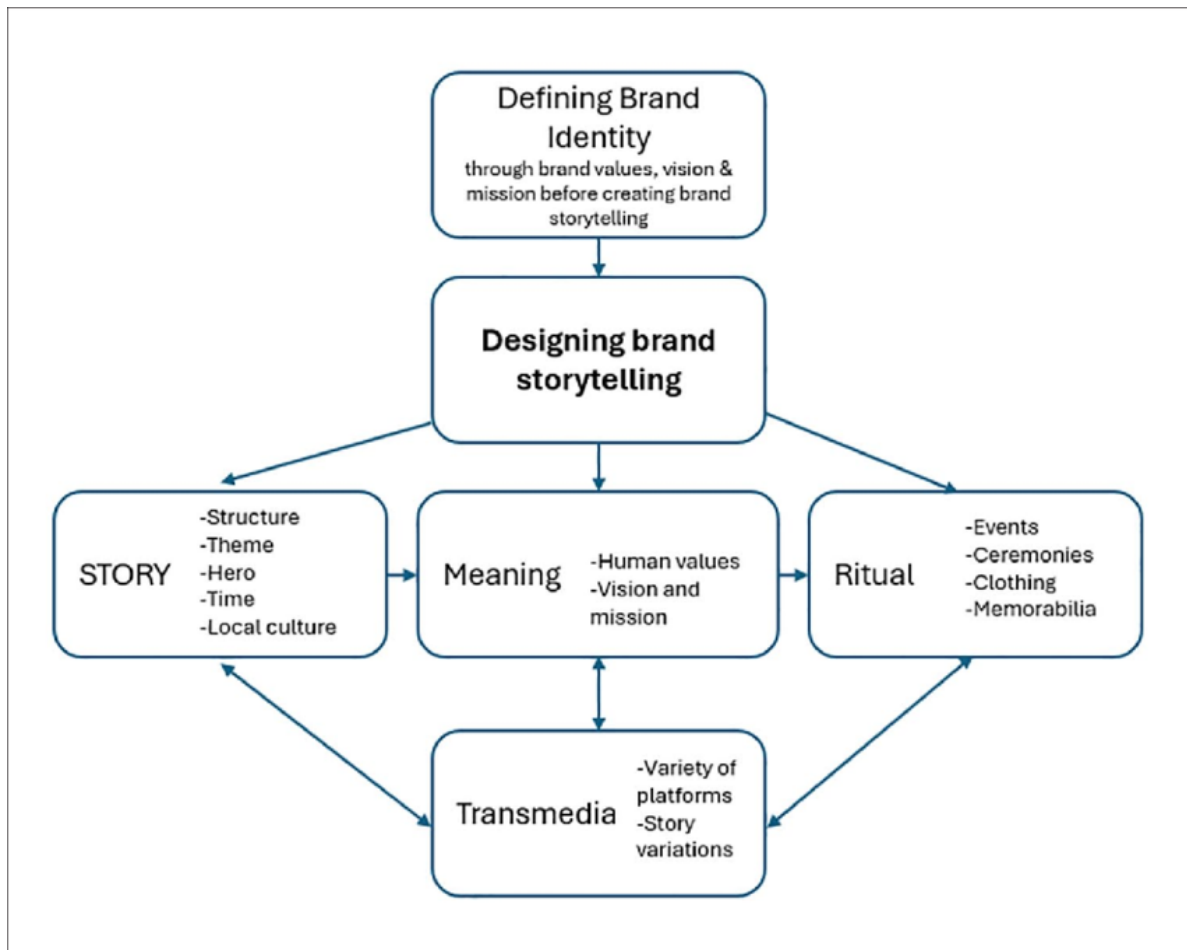 Defining Brand
Identity
through brand values, vision &
mission before creating brand
storytelling
Designing brand
storytelling
STORY
-Structure
-Theme
-Hero
-Time
-Local culture
Meaning
-Human values
-Vision and
mission
Ritual
-Events
-Ceremonies
-Clothing
-Memorabilia
Transmedia
-Variety of
platforms
-Story
variations